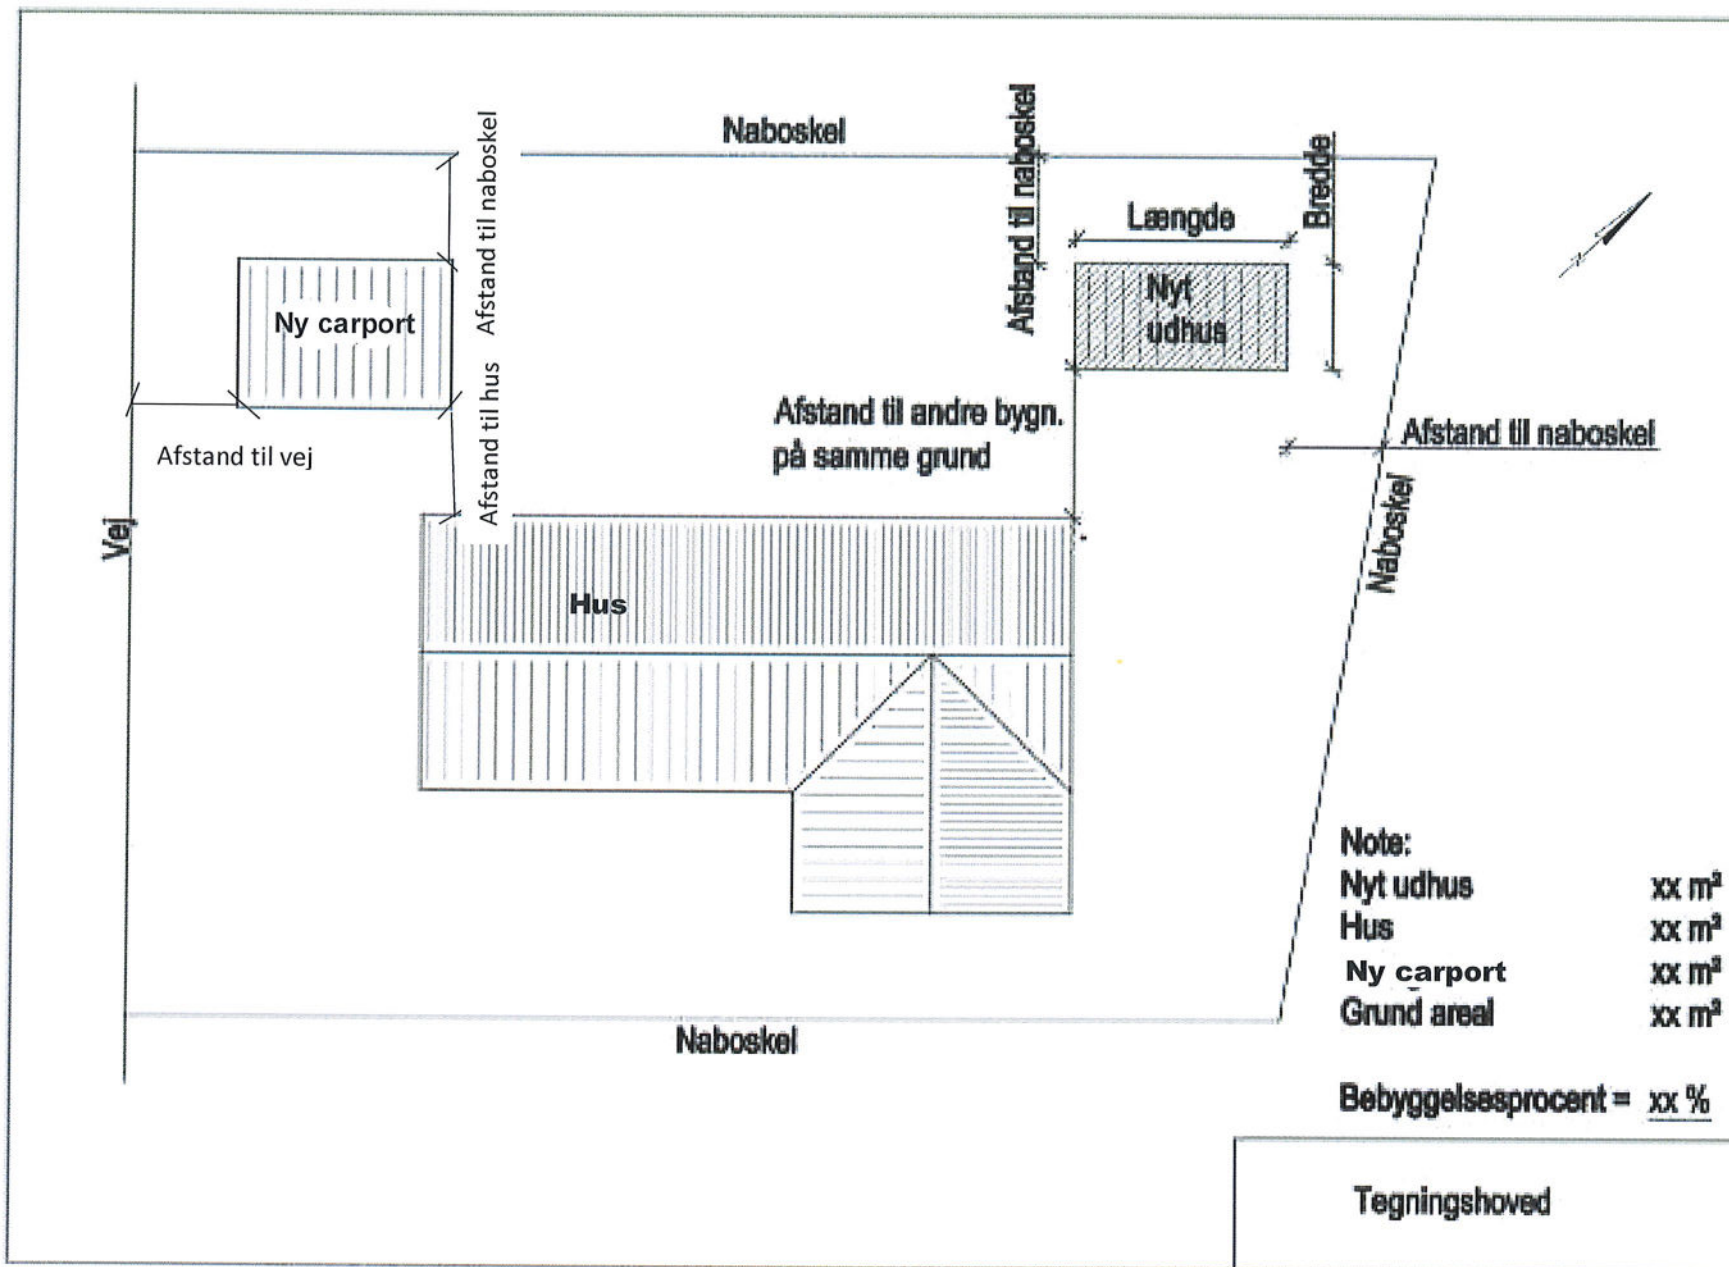 Naboskel
Afstand til naboskel
Afstand til naboskel
Bredde
Længde
Ny carport
Nyt
udhus
Afstand til hus
Afstand til andre bygn.
på samme grund
Afstand til naboskel
Afstand til vej
Vej
Naboskel
Hus
Note:
Nyt udhus xx m²
Hus xx m²
Ny carport xx m²
Grund areal xx m²
Naboskel
Bebyggelsesprocent = xx %
Tegningshoved